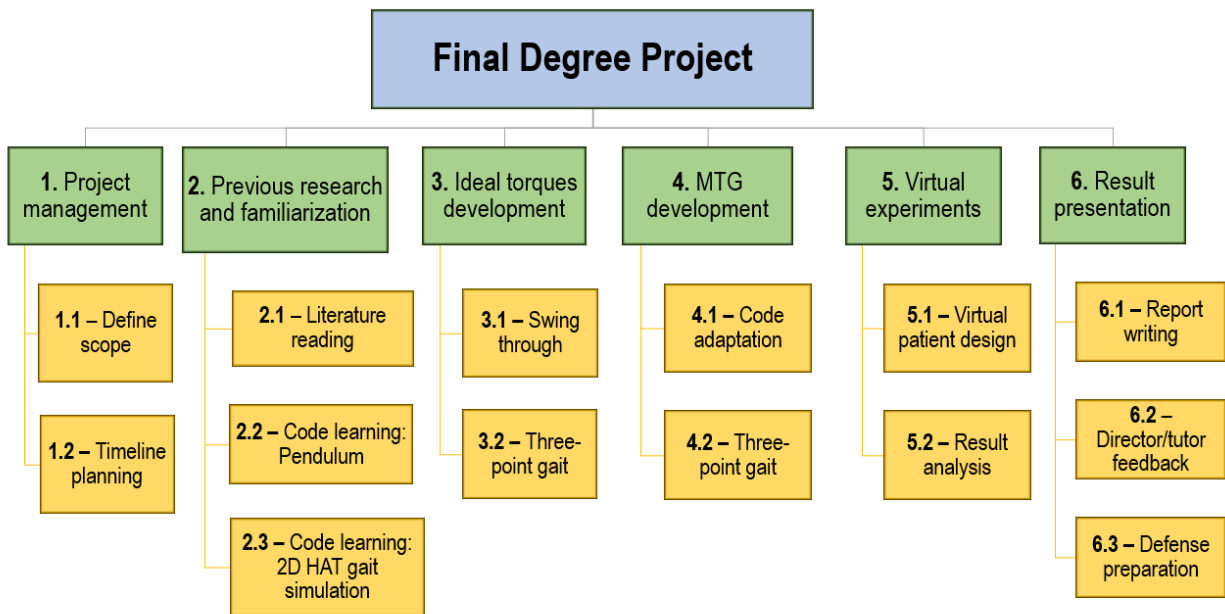 Final Degree Project
1. Project
management
2. Previous research
and familiarization
3. Ideal torques
development
4. MTG
development
5. Virtual
experiments
6. Result
presentation
1.1 – Define
scope
1.2 – Timeline
planning
2.1 – Literature
reading
2.2 – Code learning:
Pendulum
2.3 – Code learning:
2D HAT gait
simulation
3.1 – Swing
through
3.2 – Three-
point gait
4.1 – Code
adaptation
4.2 – Three-
point gait
5.1 – Virtual
patient design
5.2 – Result
analysis
6.1 – Report
writing
6.2 –
Director/tutor
feedback
6.3 – Defense
preparation